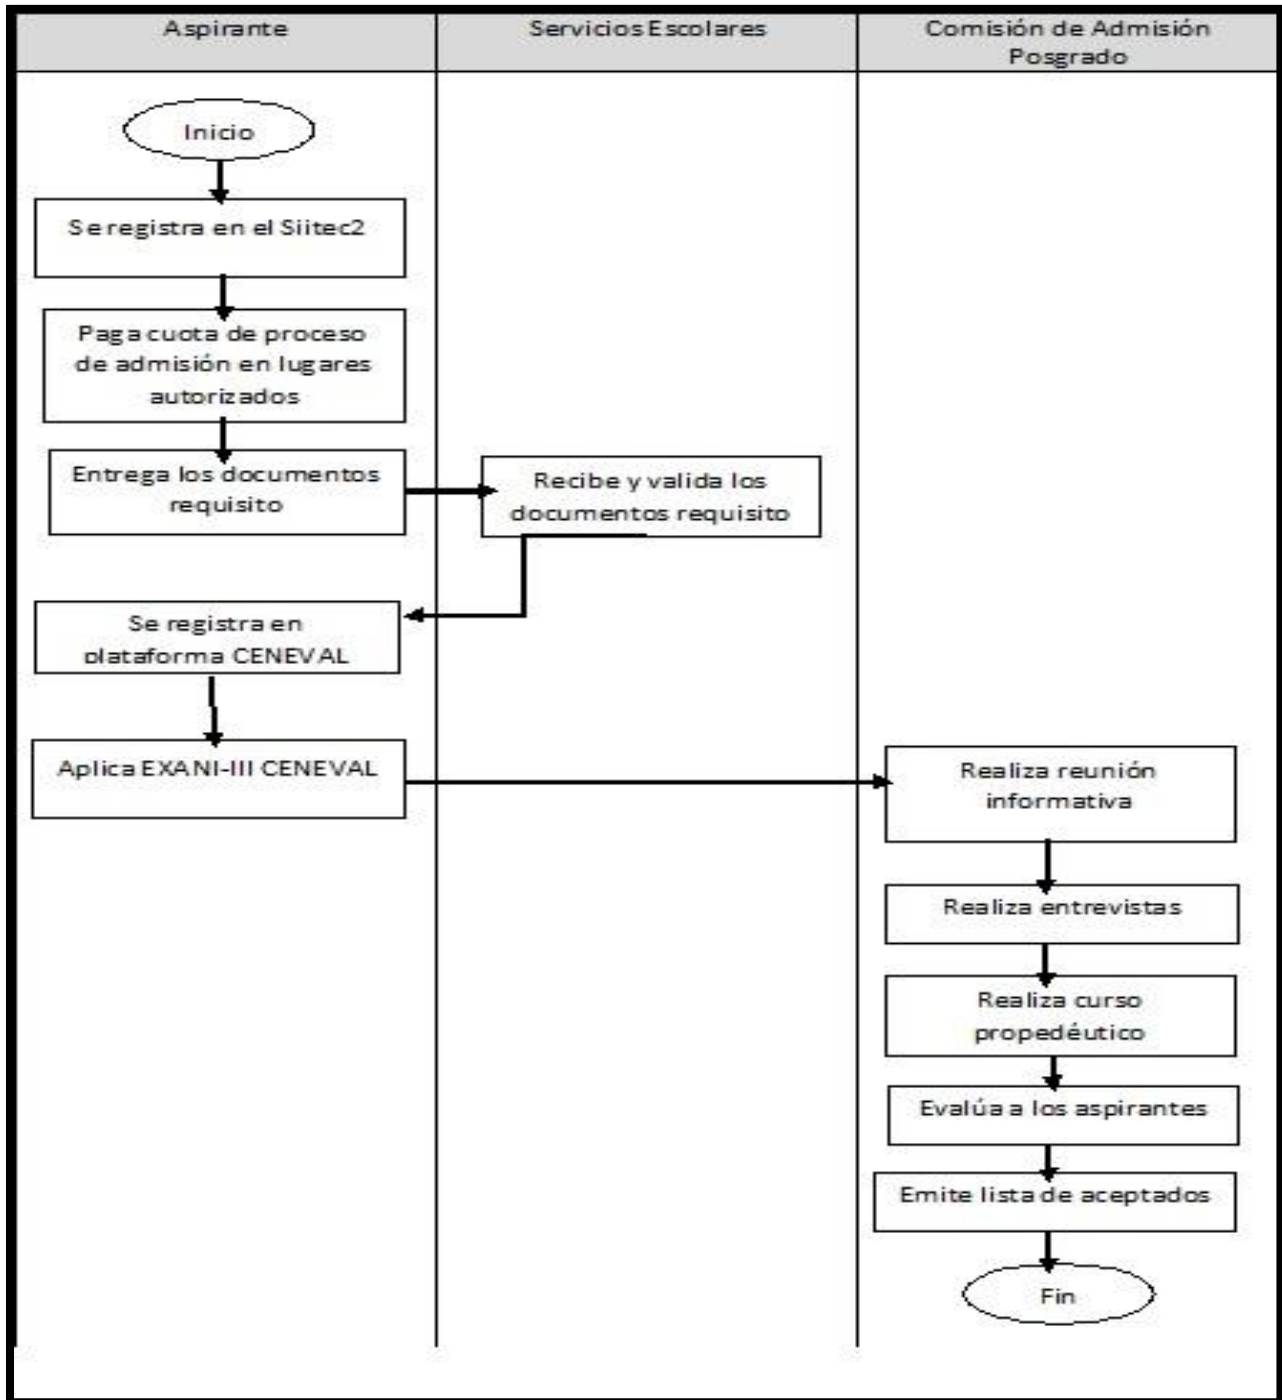 Aspirante
Servicios Escolares
Comisión de Admisión
Posgrado
Inicio
Se registra en el Siitec2
Paga cuota de proceso
de admisión en lugares
autorizados
Entrega los documentos
requisito
Recibe y valida los
documentos requisito
Se registra en
plataforma CENEVAL
Aplica EXANI-III CENEVAL
Realiza reunión
informativa
Realiza entrevistas
Realiza curso
propedéutico
Evalúa a los aspirantes
Emite lista de aceptados
Fin